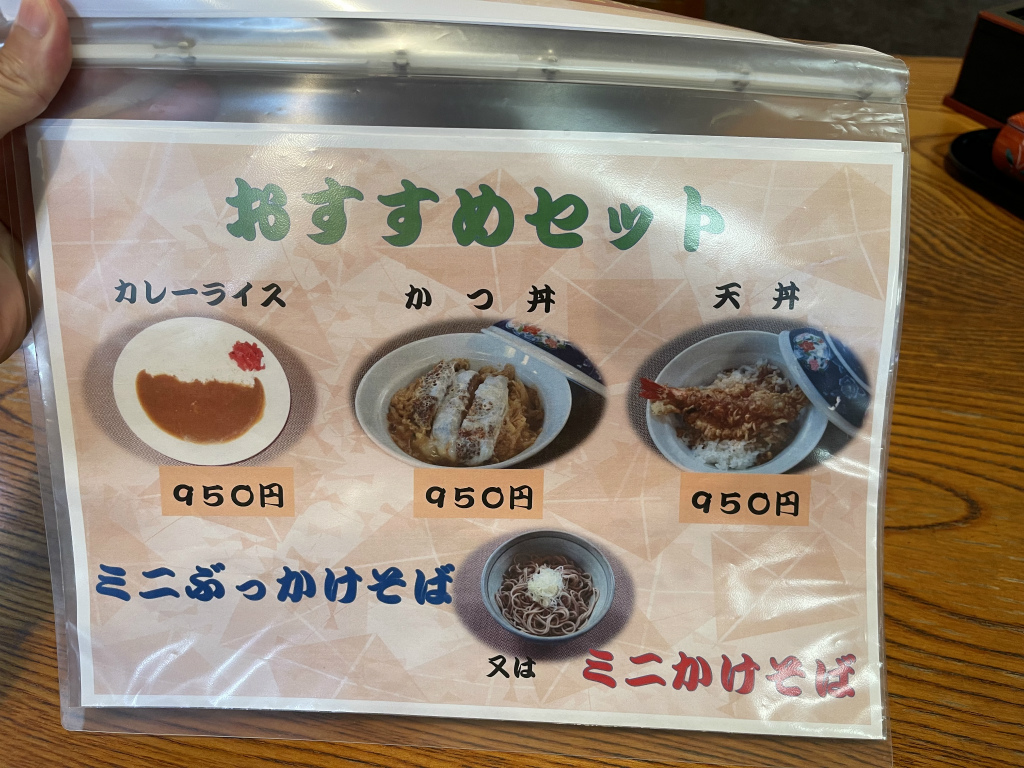 おすすめセット
カレーライス
かつ丼
天丼
950円
950円
950円
ミニぶっかけそば
又は
ミニかけそば